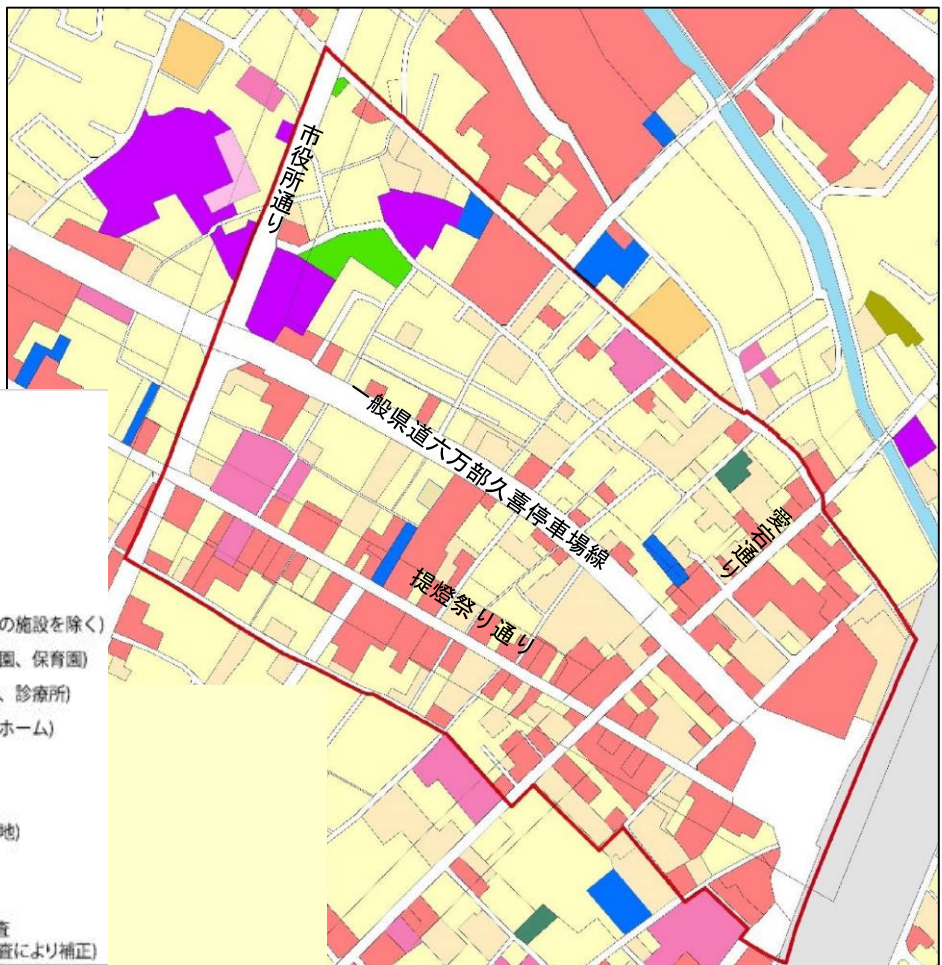 市役所通り
一般県道六万部久喜停車場線
愛宕通り
提燈祭り通り
の施設を除く)
園、保育園)
、診療所)
ホーム)
地)
査
査により補正)